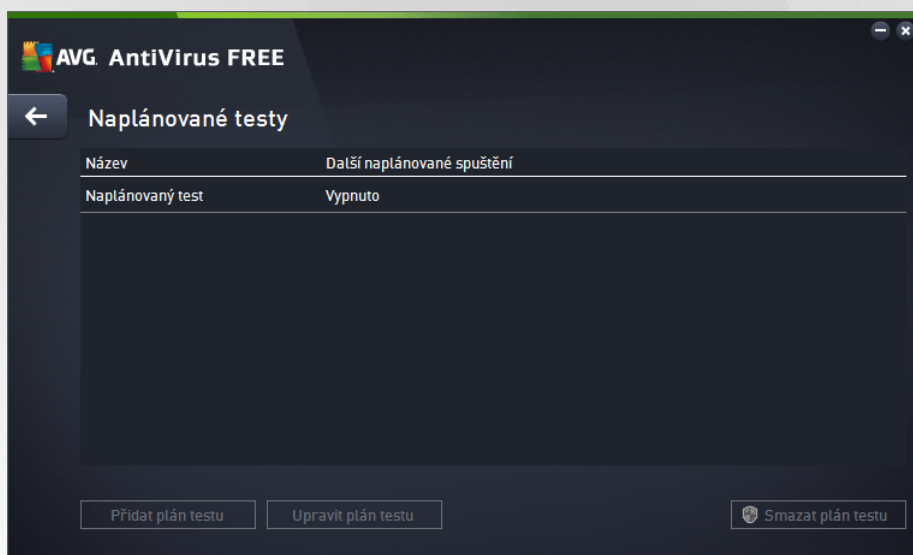 AVG. AntiVirus FREE
Naplánované testy
Název Další naplánované spuštění
Naplánovaný test Vypnuto
Přidat plán testu Upravit plán testu Smazat plán testu